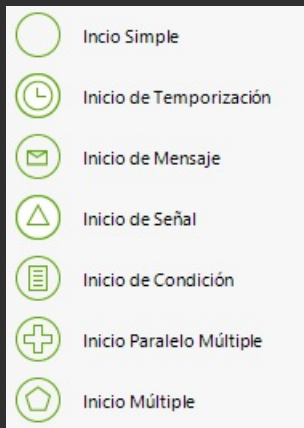 Incio Simple
Inicio de Temporización
Inicio de Mensaje
Inicio de Señal
Inicio de Condición
Inicio Paralelo Múltiple
Inicio Múltiple